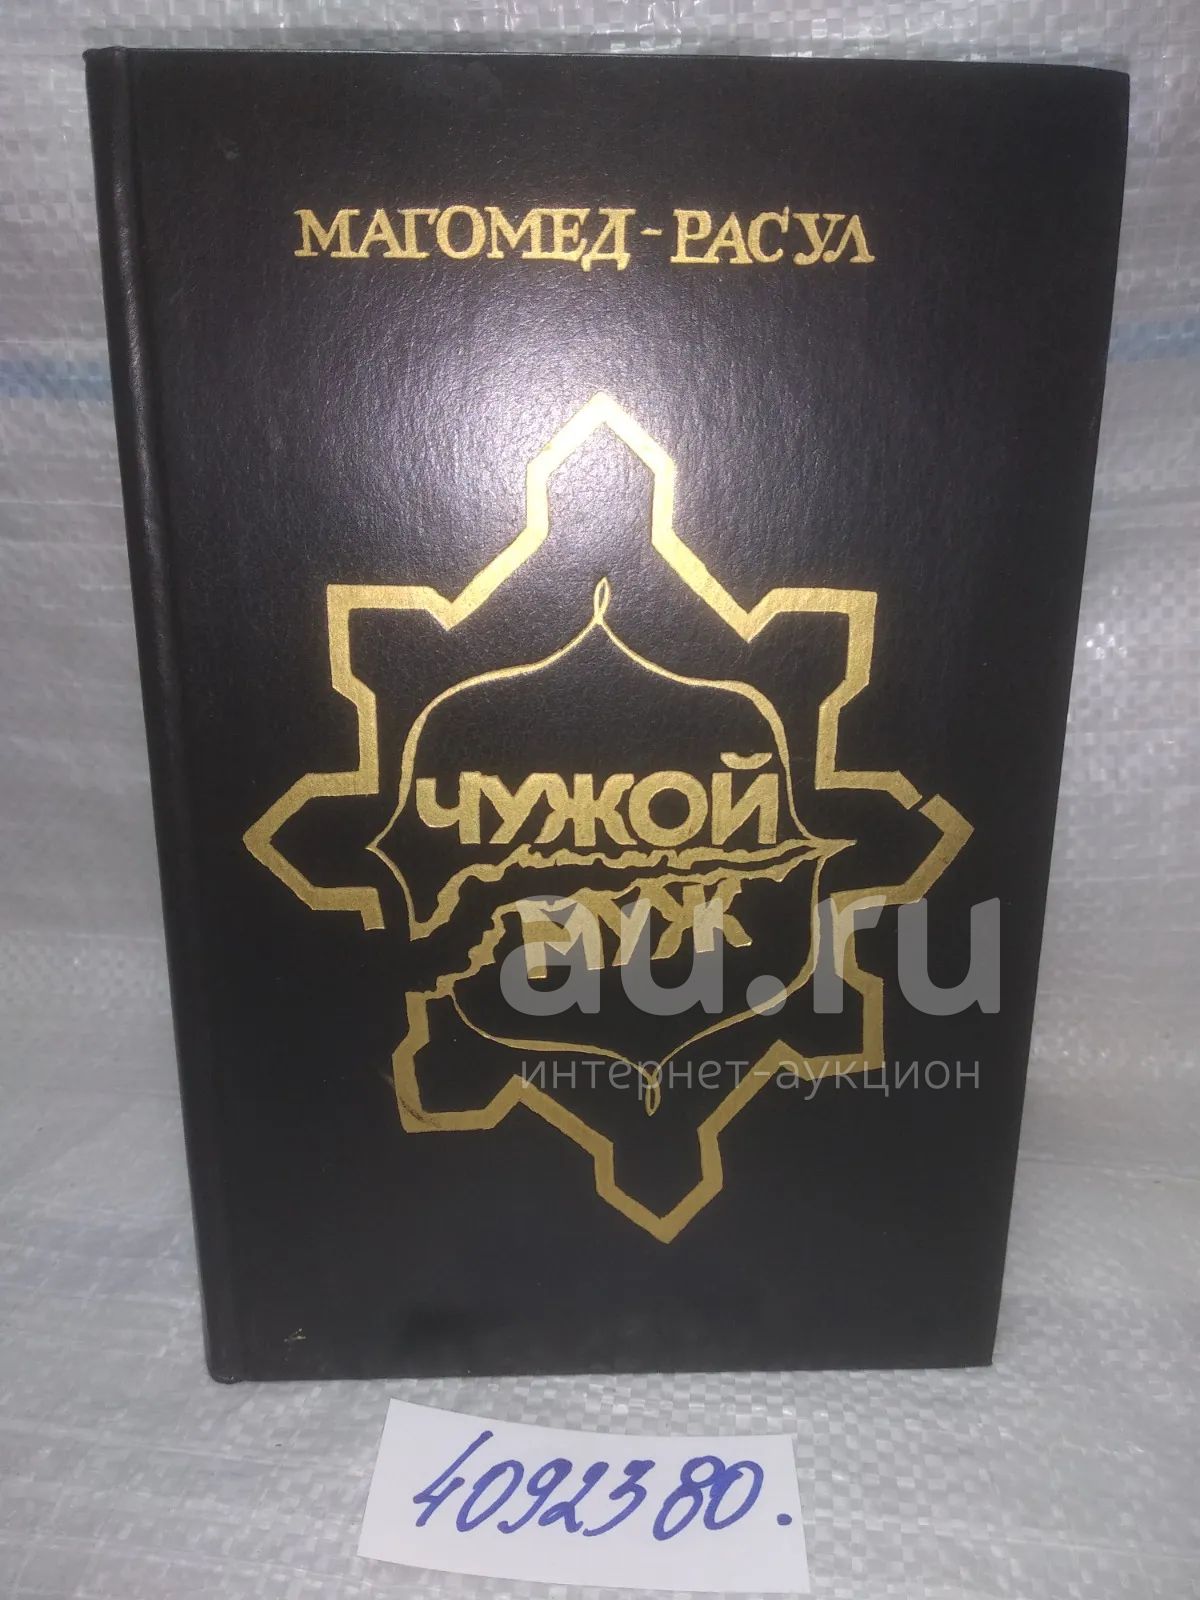 МАГОМЕД-РАСУЛ
ЧУЖОЙ
МУЖ
au.ru
интернет-аукцион
4092380.